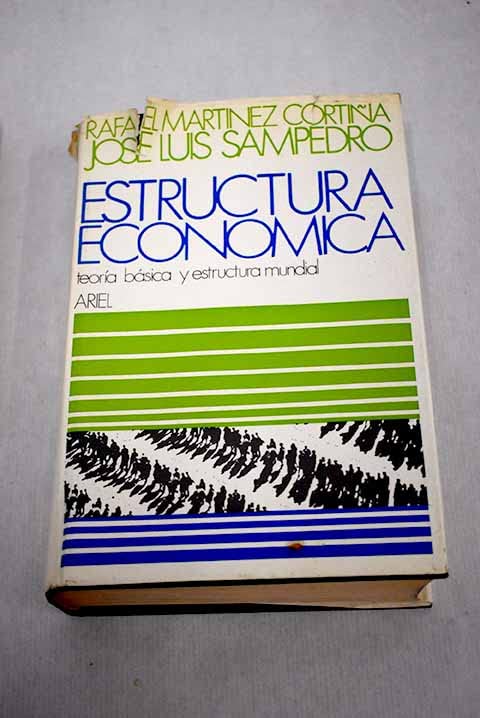 RAFAEL MARTINEZ CORTIÑA
JOSE LUIS SAMPEDRO
ESTRUCTURA
ECONOMICA
teoría básica y estructura mundial
ARIEL